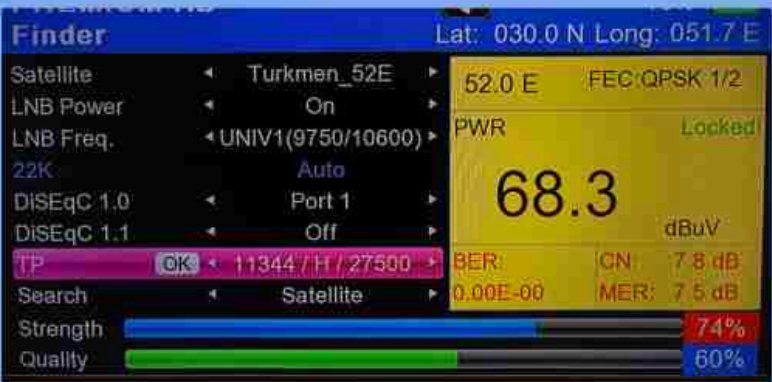 Finder
Lat: 030.0 N Long: 051.7 E
Satellite Turkmen_52E
LNB Power On
LNB Freq. UNIV1(9750/10600)
22K Auto
DiSEqC 1.0 Port 1
DiSEqC 1.1 Off
TP OK 11344 / H / 27500
Search Satellite
52.0 E FEC:QPSK 1/2
PWR Locked
68.3
dBuV
BER: CN: 7.8 dB
0.00E-00 MER: 7.5 dB
Strength 74%
Quality 60%